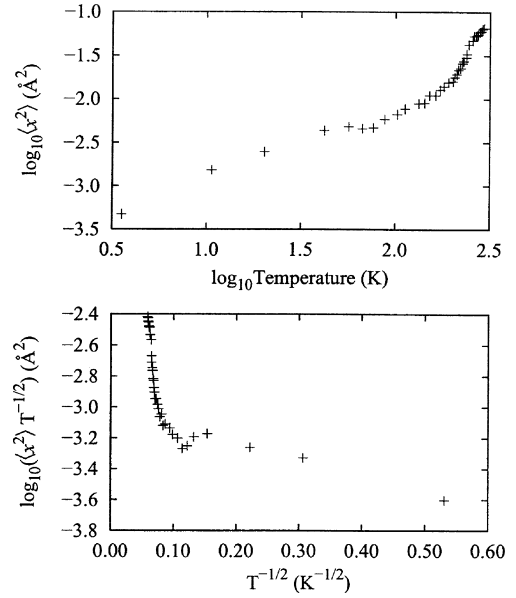 −1.0
−1.5
−2.0
−2.5
−3.0
−3.5
log₁₀⟨x²⟩ (Å²)
0.5 1.0 1.5 2.0 2.5
log₁₀Temperature (K)
−2.4
−2.6
−2.8
−3.0
−3.2
−3.4
−3.6
−3.8
log₁₀(⟨x²⟩ T⁻¹/²) (Å²)
0.00 0.10 0.20 0.30 0.40 0.50 0.60
T⁻¹/² (K⁻¹/²)